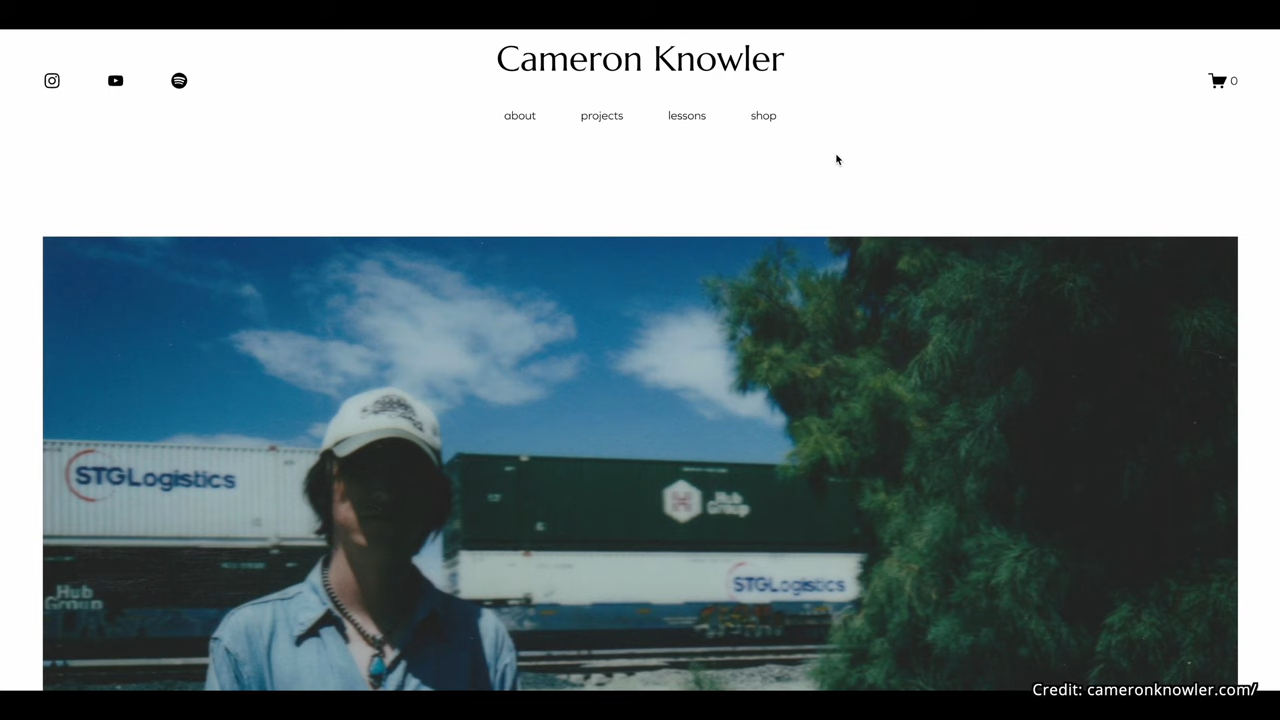 Cameron Knowler
0
about projects lessons shop
STGLogistics
Hub
Group
STGLogistics
Hub
Group
Credit: cameronknowler.com/